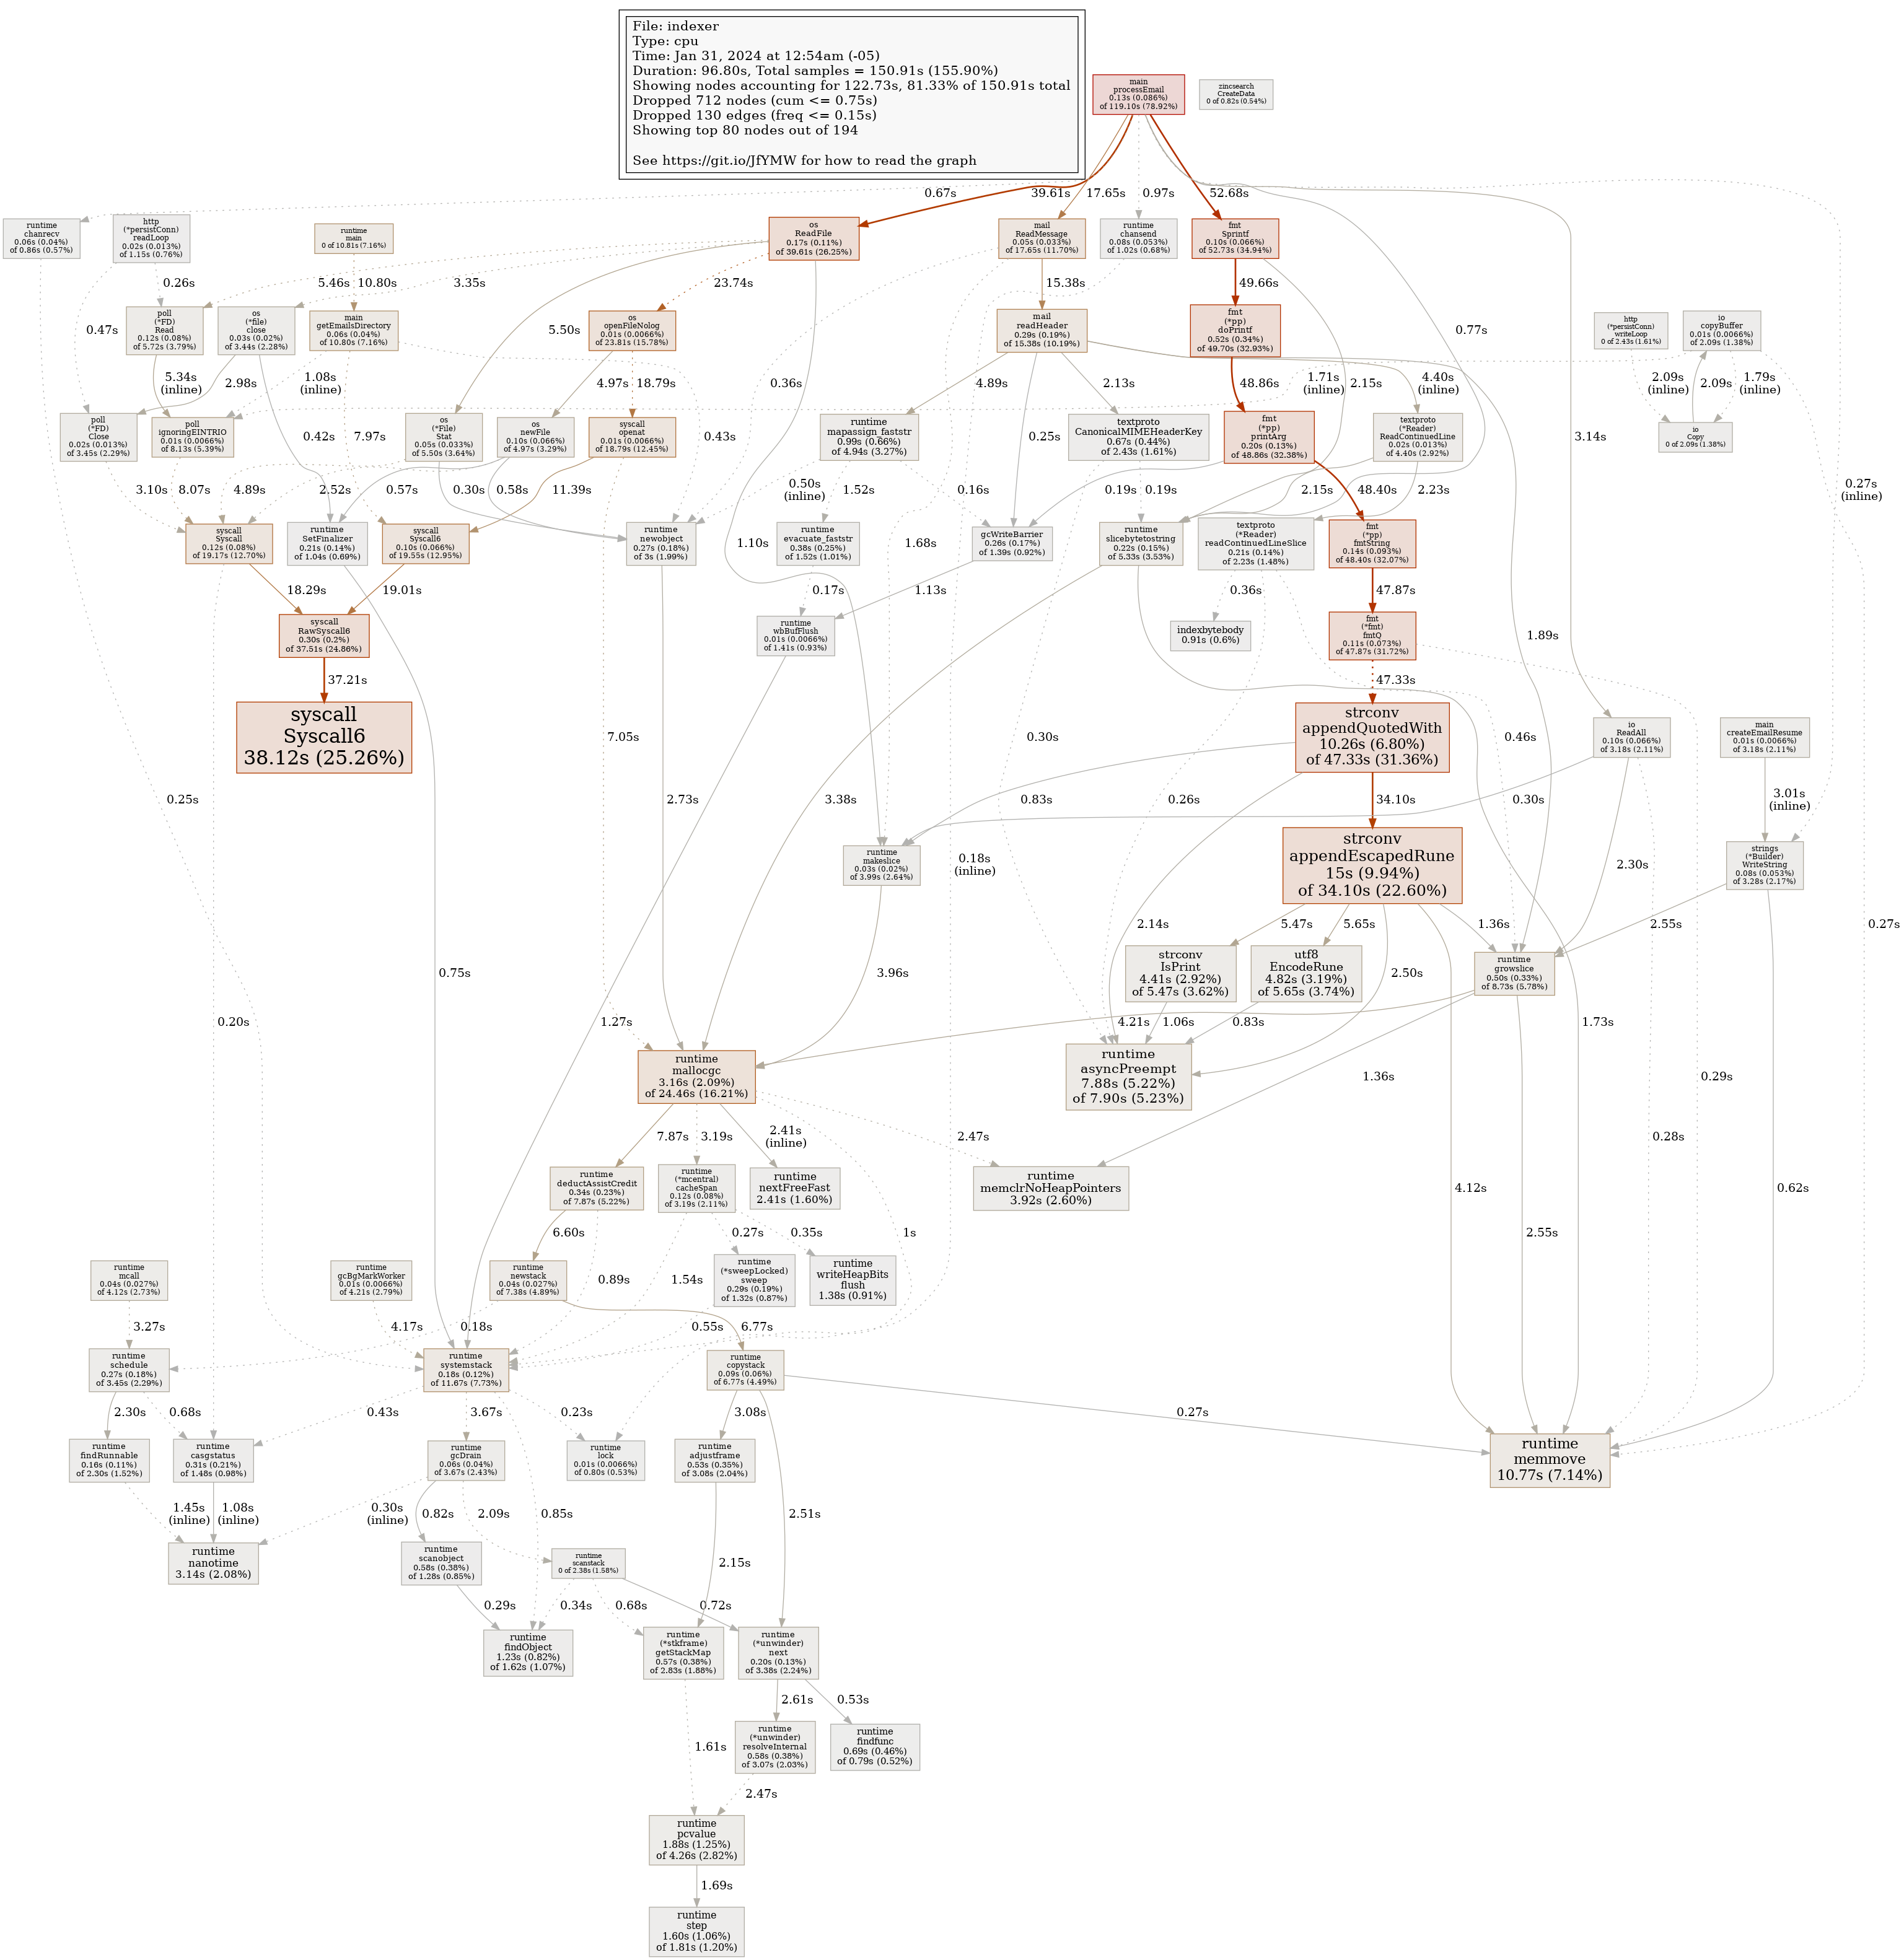 File: indexer
Type: cpu
Time: Jan 31, 2024 at 12:54am (-05)
Duration: 96.80s, Total samples = 150.91s (155.90%)
Showing nodes accounting for 122.73s, 81.33% of 150.91s total
Dropped 712 nodes (cum <= 0.75s)
Dropped 130 edges (freq <= 0.15s)
Showing top 80 nodes out of 194
See https://git.io/JfYMW for how to read the graph
main
processEmail
0.13s (0.086%)
of 119.10s (78.92%)
zincsearch
CreateData
0 of 0.82s (0.54%)
0.67s
39.61s
17.65s
0.97s
52.68s
runtime
chanrecv
0.06s (0.04%)
of 0.86s (0.57%)
http
(*persistConn)
readLoop
0.02s (0.013%)
of 1.15s (0.76%)
runtime
main
0 of 10.81s (7.16%)
os
ReadFile
0.17s (0.11%)
of 39.61s (26.25%)
mail
ReadMessage
0.05s (0.033%)
of 17.65s (11.70%)
runtime
chansend
0.08s (0.053%)
of 1.02s (0.68%)
fmt
Sprintf
0.10s (0.066%)
of 52.73s (34.94%)
0.26s
10.80s
5.46s
3.35s
23.74s
15.38s
49.66s
0.47s
5.50s
0.77s
poll
(*FD)
Read
0.12s (0.08%)
of 5.72s (3.79%)
os
(*file)
close
0.03s (0.02%)
of 3.44s (2.28%)
main
getEmailsDirectory
0.06s (0.04%)
of 10.80s (7.16%)
os
openFileNolog
0.01s (0.0066%)
of 23.81s (15.78%)
mail
readHeader
0.29s (0.19%)
of 15.38s (10.19%)
fmt
(*pp)
doPrintf
0.52s (0.34%)
of 49.70s (32.93%)
http
(*persistConn)
writeLoop
0 of 2.43s (1.61%)
io
copyBuffer
0.01s (0.0066%)
of 2.09s (1.38%)
5.34s
(inline)
2.98s
1.08s
(inline)
4.97s
18.79s
0.36s
4.89s
2.13s
1.71s
(inline)
48.86s
2.15s
4.40s
(inline)
2.09s
(inline)
2.09s
1.79s
(inline)
poll
(*FD)
Close
0.02s (0.013%)
of 3.45s (2.29%)
poll
ignoringEINTRIO
0.01s (0.0066%)
of 8.13s (5.39%)
0.42s
7.97s
os
(*File)
Stat
0.05s (0.033%)
of 5.50s (3.64%)
os
newFile
0.10s (0.066%)
of 4.97s (3.29%)
syscall
openat
0.01s (0.0066%)
of 18.79s (12.45%)
0.43s
runtime
mapassign_faststr
0.99s (0.66%)
of 4.94s (3.27%)
0.25s
textproto
CanonicalMIMEHeaderKey
0.67s (0.44%)
of 2.43s (1.61%)
fmt
(*pp)
printArg
0.20s (0.13%)
of 48.86s (32.38%)
textproto
(*Reader)
ReadContinuedLine
0.02s (0.013%)
of 4.40s (2.92%)
3.14s
io
Copy
0 of 2.09s (1.38%)
3.10s
8.07s
4.89s
2.52s
0.57s
0.30s
0.58s
11.39s
0.50s
(inline)
1.52s
0.16s
0.19s
0.19s
2.15s
48.40s
2.23s
0.27s
(inline)
syscall
Syscall
0.12s (0.08%)
of 19.17s (12.70%)
runtime
SetFinalizer
0.21s (0.14%)
of 1.04s (0.69%)
syscall
Syscall6
0.10s (0.066%)
of 19.55s (12.95%)
runtime
newobject
0.27s (0.18%)
of 3s (1.99%)
1.10s
runtime
evacuate_faststr
0.38s (0.25%)
of 1.52s (1.01%)
1.68s
gcWriteBarrier
0.26s (0.17%)
of 1.39s (0.92%)
runtime
slicebytetostring
0.22s (0.15%)
of 5.33s (3.53%)
textproto
(*Reader)
readContinuedLineSlice
0.21s (0.14%)
of 2.23s (1.48%)
fmt
(*pp)
fmtString
0.14s (0.093%)
of 48.40s (32.07%)
18.29s
19.01s
0.17s
1.13s
0.36s
47.87s
syscall
RawSyscall6
0.30s (0.2%)
of 37.51s (24.86%)
runtime
wbBufFlush
0.01s (0.0066%)
of 1.41s (0.93%)
indexbytebody
0.91s (0.6%)
fmt
(*fmt)
fmtQ
0.11s (0.073%)
of 47.87s (31.72%)
1.89s
37.21s
47.33s
syscall
Syscall6
38.12s (25.26%)
7.05s
0.30s
strconv
appendQuotedWith
10.26s (6.80%)
of 47.33s (31.36%)
0.46s
io
ReadAll
0.10s (0.066%)
of 3.18s (2.11%)
main
createEmailResume
0.01s (0.0066%)
of 3.18s (2.11%)
0.25s
2.73s
3.38s
0.83s
0.26s
34.10s
0.30s
3.01s
(inline)
0.27s
runtime
makeslice
0.03s (0.02%)
of 3.99s (2.64%)
0.18s
(inline)
strconv
appendEscapedRune
15s (9.94%)
of 34.10s (22.60%)
2.30s
strings
(*Builder)
WriteString
0.08s (0.053%)
of 3.28s (2.17%)
2.14s
5.47s
5.65s
1.36s
2.55s
0.75s
3.96s
strconv
IsPrint
4.41s (2.92%)
of 5.47s (3.62%)
utf8
EncodeRune
4.82s (3.19%)
of 5.65s (3.74%)
2.50s
runtime
growslice
0.50s (0.33%)
of 8.73s (5.78%)
0.20s
1.27s
4.21s
1.06s
0.83s
1.73s
runtime
mallocgc
3.16s (2.09%)
of 24.46s (16.21%)
runtime
asyncPreempt
7.88s (5.22%)
of 7.90s (5.23%)
1.36s
0.29s
7.87s
3.19s
2.41s
(inline)
2.47s
0.28s
runtime
deductAssistCredit
0.34s (0.23%)
of 7.87s (5.22%)
runtime
(*mcentral)
cacheSpan
0.12s (0.08%)
of 3.19s (2.11%)
runtime
nextFreeFast
2.41s (1.60%)
runtime
memclrNoHeapPointers
3.92s (2.60%)
4.12s
0.62s
6.60s
0.27s
0.35s
1s
2.55s
runtime
mcall
0.04s (0.027%)
of 4.12s (2.73%)
runtime
gcBgMarkWorker
0.01s (0.0066%)
of 4.21s (2.79%)
runtime
newstack
0.04s (0.027%)
of 7.38s (4.89%)
0.89s
1.54s
runtime
(*sweepLocked)
sweep
0.29s (0.19%)
of 1.32s (0.87%)
runtime
writeHeapBits
flush
1.38s (0.91%)
3.27s
4.17s
0.18s
0.55s
6.77s
runtime
schedule
0.27s (0.18%)
of 3.45s (2.29%)
runtime
systemstack
0.18s (0.12%)
of 11.67s (7.73%)
runtime
copystack
0.09s (0.06%)
of 6.77s (4.49%)
2.30s
0.68s
0.43s
3.67s
0.23s
3.08s
0.27s
runtime
findRunnable
0.16s (0.11%)
of 2.30s (1.52%)
runtime
casgstatus
0.31s (0.21%)
of 1.48s (0.98%)
runtime
gcDrain
0.06s (0.04%)
of 3.67s (2.43%)
runtime
lock
0.01s (0.0066%)
of 0.80s (0.53%)
runtime
adjustframe
0.53s (0.35%)
of 3.08s (2.04%)
runtime
memmove
10.77s (7.14%)
1.45s
(inline)
1.08s
(inline)
0.30s
(inline)
0.82s
2.09s
0.85s
2.51s
runtime
nanotime
3.14s (2.08%)
runtime
scanobject
0.58s (0.38%)
of 1.28s (0.85%)
runtime
scanstack
0 of 2.38s (1.58%)
2.15s
0.29s
0.34s
0.68s
0.72s
runtime
findObject
1.23s (0.82%)
of 1.62s (1.07%)
runtime
(*stkframe)
getStackMap
0.57s (0.38%)
of 2.83s (1.88%)
runtime
(*unwinder)
next
0.20s (0.13%)
of 3.38s (2.24%)
2.61s
0.53s
1.61s
runtime
(*unwinder)
resolveInternal
0.58s (0.38%)
of 3.07s (2.03%)
runtime
findfunc
0.69s (0.46%)
of 0.79s (0.52%)
2.47s
runtime
pcvalue
1.88s (1.25%)
of 4.26s (2.82%)
1.69s
runtime
step
1.60s (1.06%)
of 1.81s (1.20%)